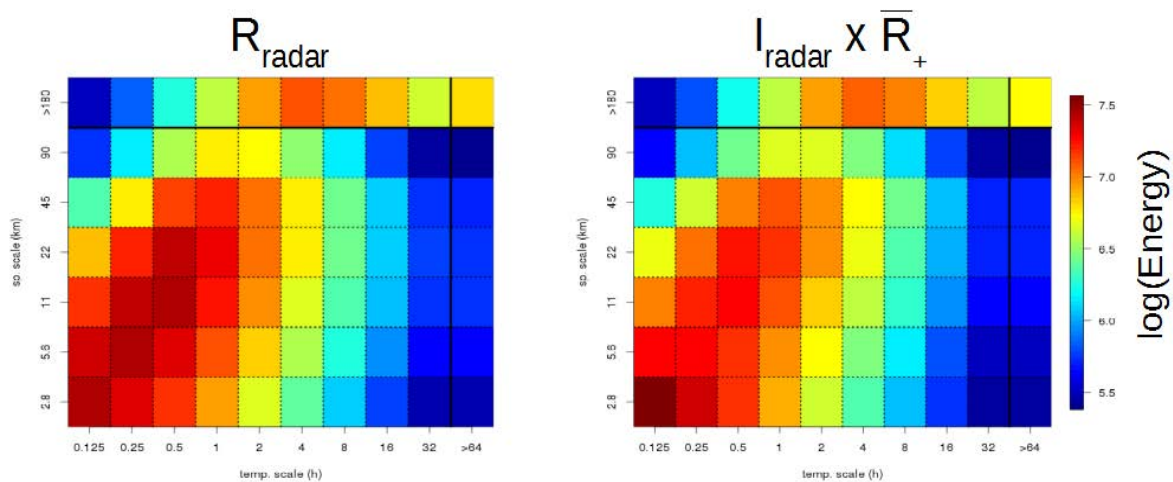 R_radar
I_radar x R̅_+
sp. scale (km)
>180
90
45
22
11
5.6
2.8
0.125 0.25 0.5 1 2 4 8 16 32 >64
temp. scale (h)
sp. scale (km)
>180
90
45
22
11
5.6
2.8
0.125 0.25 0.5 1 2 4 8 16 32 >64
temp. scale (h)
7.5
7.0
6.5
6.0
5.5
log(Energy)